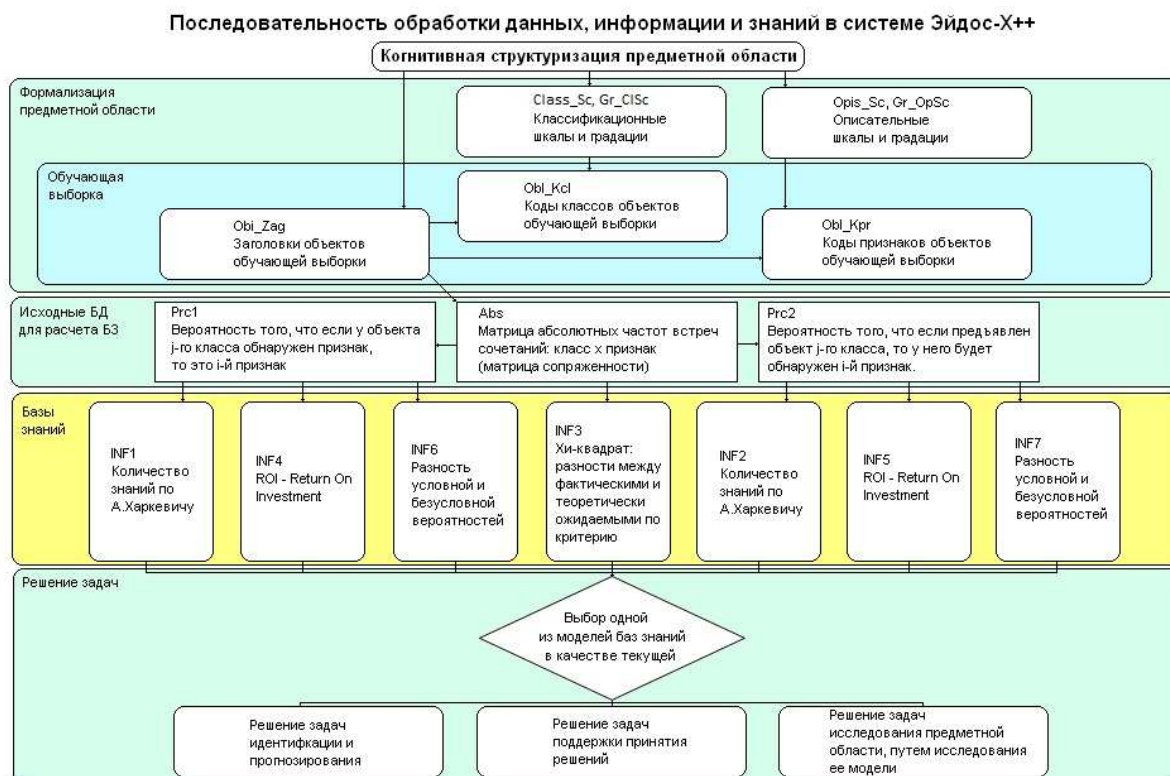 Последовательность обработки данных, информации и знаний в системе Эйдос-X++
Когнитивная структуризация предметной области
Формализация
предметной области
Class_Sc, Gr_ClSc
Классификационные
шкалы и градации
Opis_Sc, Gr_OpSc
Описательные
шкалы и градации
Обучающая
выборка
Obl_Kcl
Коды классов объектов
обучающей выборки
Obi_Zag
Заголовки объектов
обучающей выборки
Obl_Kpr
Коды признаков объектов
обучающей выборки
Исходные БД
для расчета БЗ
Prc1
Вероятность того, что если у объекта
j-го класса обнаружен признак,
то это i-й признак
Abs
Матрица абсолютных частот встреч
сочетаний: класс x признак
(матрица сопряженности)
Prc2
Вероятность того, что если предъявлен
объект j-го класса, то у него будет
обнаружен i-й признак.
Базы
знаний
INF1
Количество
знаний по
А.Харкевичу
INF4
ROI - Return On
Investment
INF6
Разность
условной и
безусловной
вероятностей
INF3
Хи-квадрат:
разности между
фактическими и
теоретически
ожидаемыми по
критерию
INF2
Количество
знаний по
А.Харкевичу
INF5
ROI - Return On
Investment
INF7
Разность
условной и
безусловной
вероятностей
Решение задач
Выбор одной
из моделей баз знаний
в качестве текущей
Решение задач
идентифкации и
прогнозирования
Решение задач
поддержки принятия
решений
Решение задач
исследования предметной
области, путем исследования
ее модели